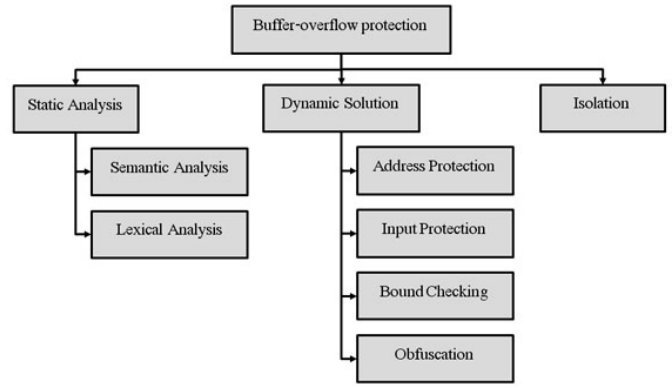 Buffer-overflow protection
Static Analysis
Dynamic Solution
Isolation
Semantic Analysis
Lexical Analysis
Address Protection
Input Protection
Bound Checking
Obfuscation